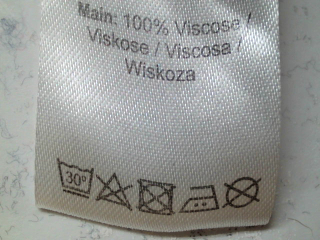 Main: 100% Viscose /
Viskose / Viscosa /
Wiskoza
30°